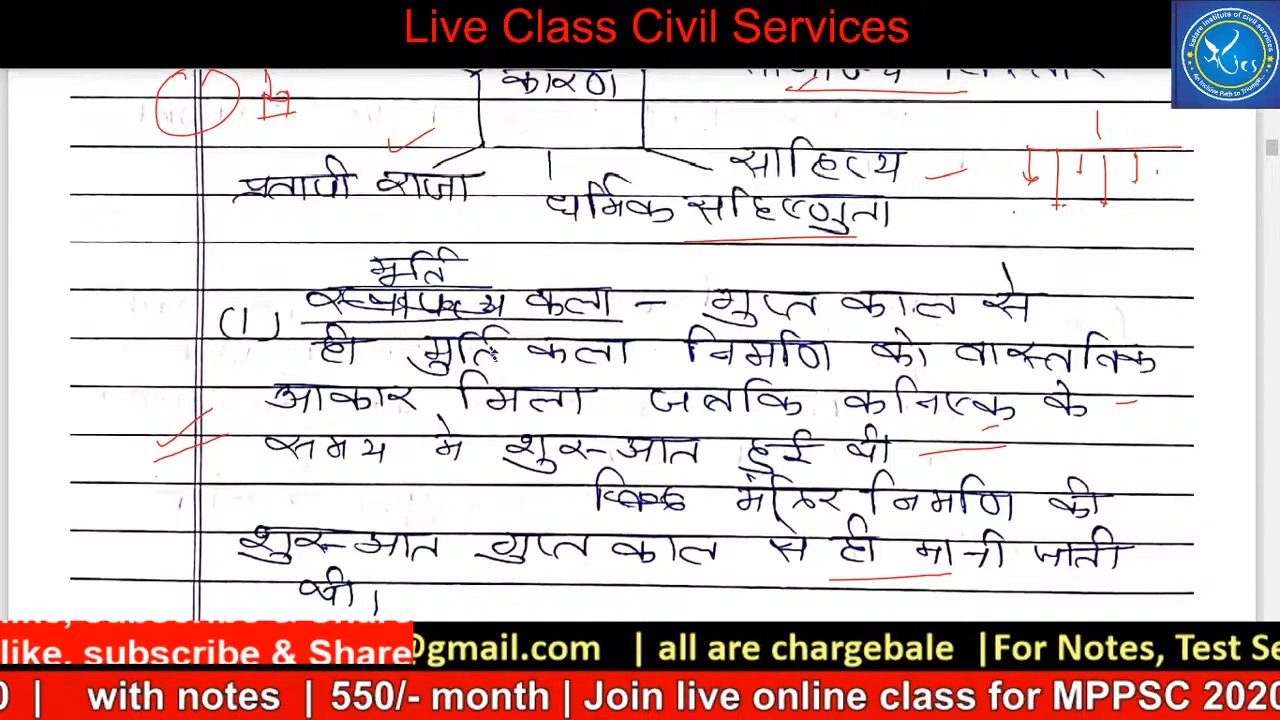 Live Class Civil Services
कारण
साहित्य
प्रतापी राजा
धार्मिक सहिष्णुता
मूर्ति
(1) स्थापत्य कला - गुप्त काल से
ही मुर्ति कला निर्माण को वास्तविक
आकार मिला जबकि कनिष्क के
समय मे शुरुआत हुई थी
मंदिर निर्माण की
शुरुआत गुप्त काल से ही मानी जाती
थी।
like, subscribe & Share
@gmail.com | all are chargebale |For Notes, Test Se
0 | with notes | 550/- month | Join live online class for MPPSC 2020